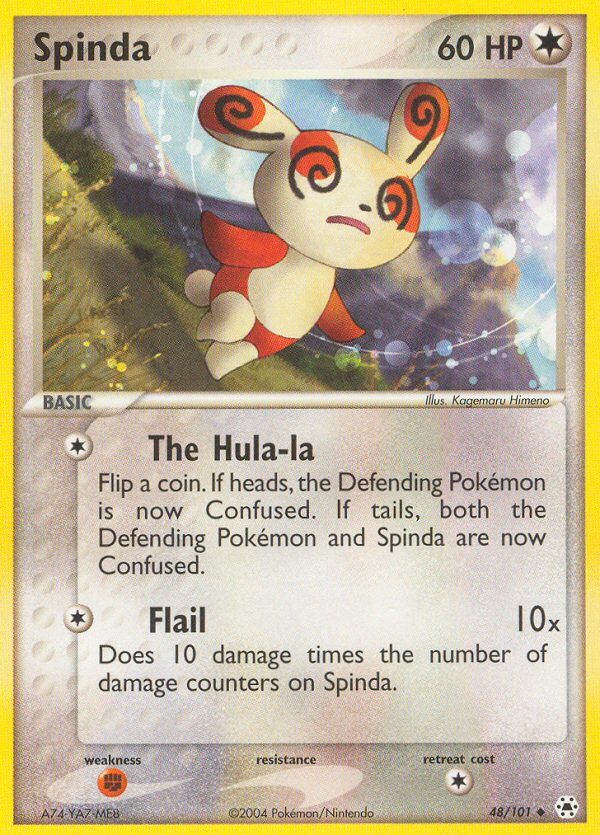 Spinda 60 HP
BASIC
Illus. Kagemaru Himeno
The Hula-la
Flip a coin. If heads, the Defending Pokémon
is now Confused. If tails, both the
Defending Pokémon and Spinda are now
Confused.
Flail 10x
Does 10 damage times the number of
damage counters on Spinda.
weakness resistance retreat cost
A74-YA7-ME8 ©2004 Pokémon/Nintendo 48/101